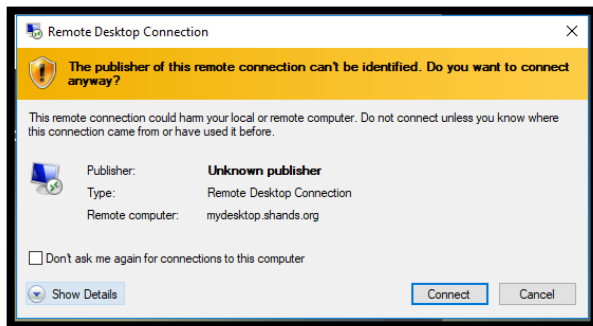 Remote Desktop Connection
The publisher of this remote connection can't be identified. Do you want to connect
anyway?
This remote connection could harm your local or remote computer. Do not connect unless you know where
this connection came from or have used it before.
Publisher: Unknown publisher
Type: Remote Desktop Connection
Remote computer: mydesktop.shands.org
Don't ask me again for connections to this computer
Show Details Connect Cancel